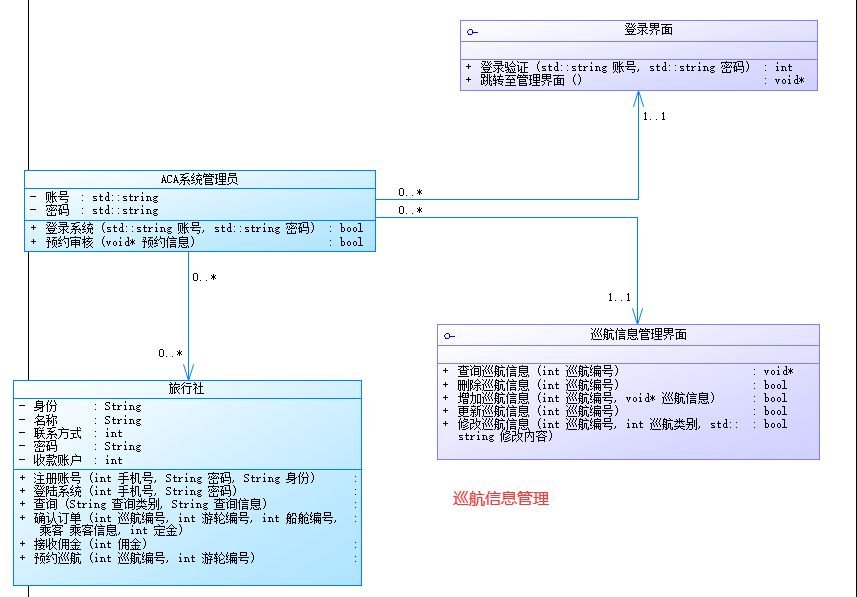 登录界面
+ 登录验证 (std::string 账号, std::string 密码) : int
+ 跳转至管理界面 () : void*
1..1
ACA系统管理员
- 账号 : std::string
- 密码 : std::string
+ 登录系统 (std::string 账号, std::string 密码) : bool
+ 预约审核 (void* 预约信息) : bool
0..*
0..*
0..*
0..*
1..1
巡航信息管理界面
+ 查询巡航信息 (int 巡航编号) : void*
+ 删除巡航信息 (int 巡航编号) : bool
+ 增加巡航信息 (int 巡航编号, void* 巡航信息) : bool
+ 更新巡航信息 (int 巡航编号) : bool
+ 修改巡航信息 (int 巡航编号, int 巡航类别, std:: : bool
string 修改内容)
旅行社
- 身份 : String
- 名称 : String
- 联系方式 : int
- 密码 : String
- 收款账户 : int
+ 注册账号 (int 手机号, String 密码, String 身份) :
+ 登陆系统 (int 手机号, String 密码) :
+ 查询 (String 查询类别, String 查询信息) :
+ 确认订单 (int 巡航编号, int 游轮编号, int 船舱编号, :
乘客 乘客信息, int 定金)
+ 接收佣金 (int 佣金) :
+ 预约巡航 (int 巡航编号, int 游轮编号) :
巡航信息管理